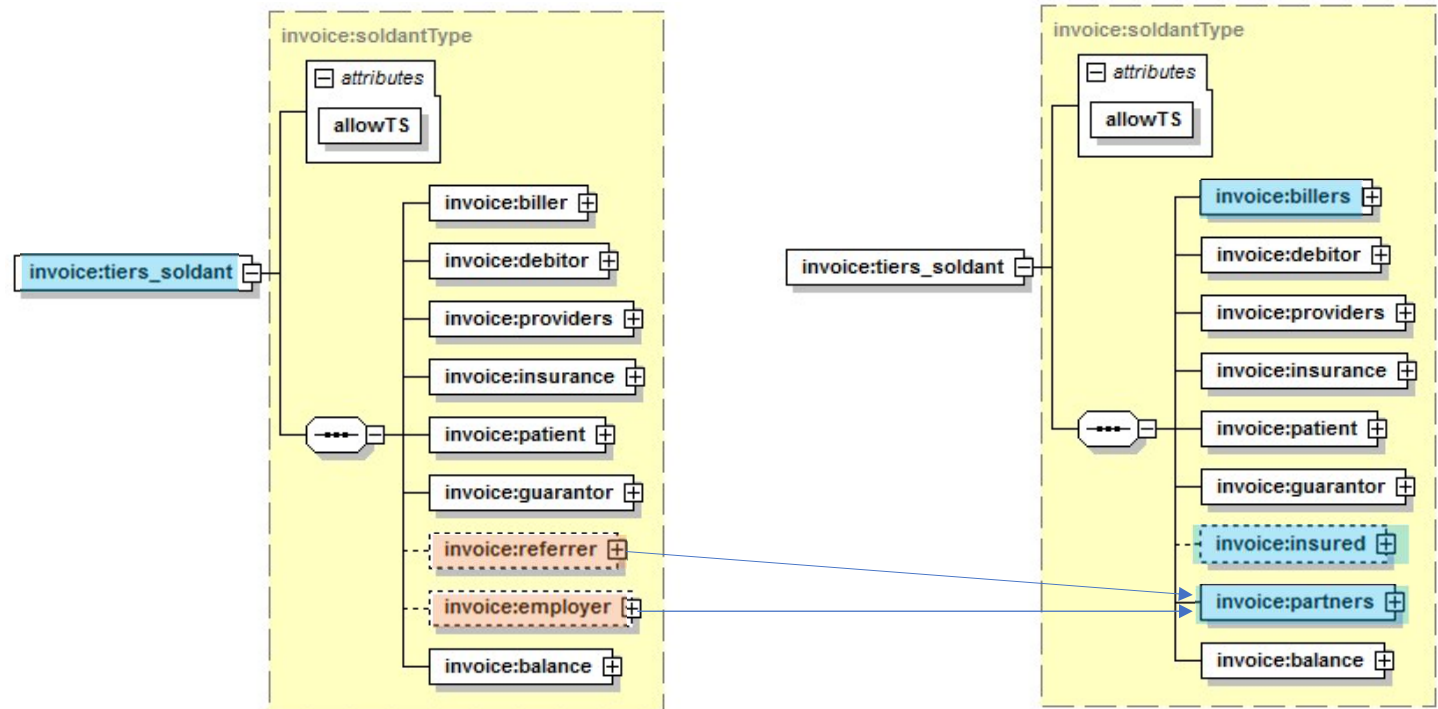 invoice:soldantType
attributes
allowTS
invoice:biller
invoice:debitor
invoice:tiers_soldant
invoice:providers
invoice:insurance
invoice:patient
invoice:guarantor
invoice:referrer
invoice:employer
invoice:balance
invoice:soldantType
attributes
allowTS
invoice:billers
invoice:debitor
invoice:tiers_soldant
invoice:providers
invoice:insurance
invoice:patient
invoice:guarantor
invoice:insured
invoice:partners
invoice:balance